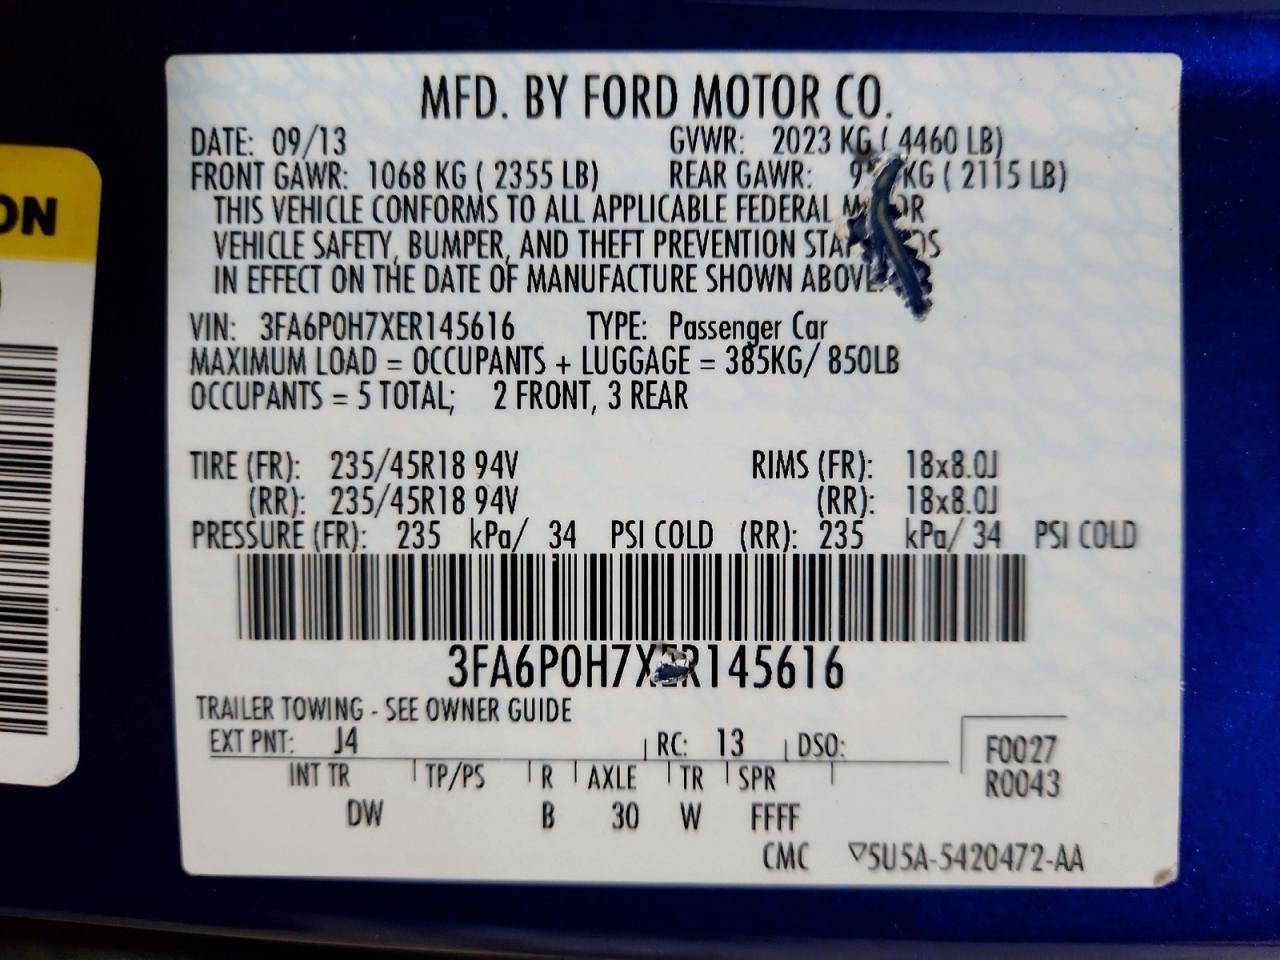 MFD. BY FORD MOTOR CO.
DATE: 09/13 GVWR: 2023 KG ( 4460 LB)
FRONT GAWR: 1068 KG ( 2355 LB) REAR GAWR: KG ( 2115 LB)
THIS VEHICLE CONFORMS TO ALL APPLICABLE FEDERAL
VEHICLE SAFETY, BUMPER, AND THEFT PREVENTION
IN EFFECT ON THE DATE OF MANUFACTURE SHOWN ABOVE.
VIN: 3FA6P0H7XER145616 TYPE: Passenger Car
MAXIMUM LOAD = OCCUPANTS + LUGGAGE = 385KG/ 850LB
OCCUPANTS = 5 TOTAL; 2 FRONT, 3 REAR
TIRE (FR): 235/45R18 94V RIMS (FR): 18x8.0J
(RR): 235/45R18 94V (RR): 18x8.0J
PRESSURE (FR): 235 kPa/ 34 PSI COLD (RR): 235 kPa/ 34 PSI COLD
3FA6P0H7XER145616
TRAILER TOWING - SEE OWNER GUIDE
EXT PNT: J4 RC: 13 DSO: F0027
R0043
INT TR TP/PS R AXLE TR SPR
DW B 30 W FFFF
CMC ▽5U5A-5420472-AA